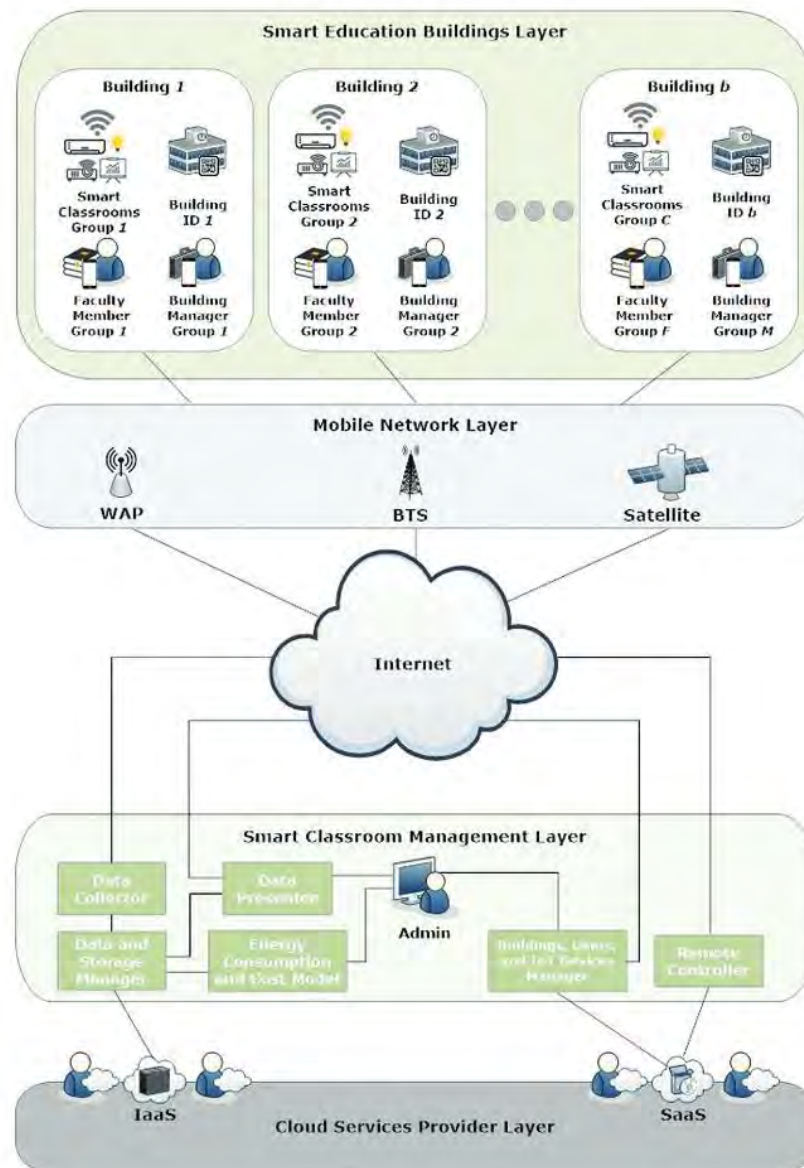 Smart Education Buildings Layer
Building 1
Building 2
Building b
Smart
Classrooms
Group 1
Building
ID 1
Smart
Classrooms
Group 2
Building
ID 2
Smart
Classrooms
Group C
Building
ID b
Faculty
Member
Group 1
Building
Manager
Group 1
Faculty
Member
Group 2
Building
Manager
Group 2
Faculty
Member
Group F
Building
Manager
Group M
Mobile Network Layer
WAP
BTS
Satellite
Internet
Smart Classroom Management Layer
Data
Collector
Data
Presenter
Admin
Data and
Storage
Manager
Energy
Consumption
and Cost Model
Buildings, Users,
and IoT Services
Manager
Remote
Controller
IaaS
SaaS
Cloud Services Provider Layer